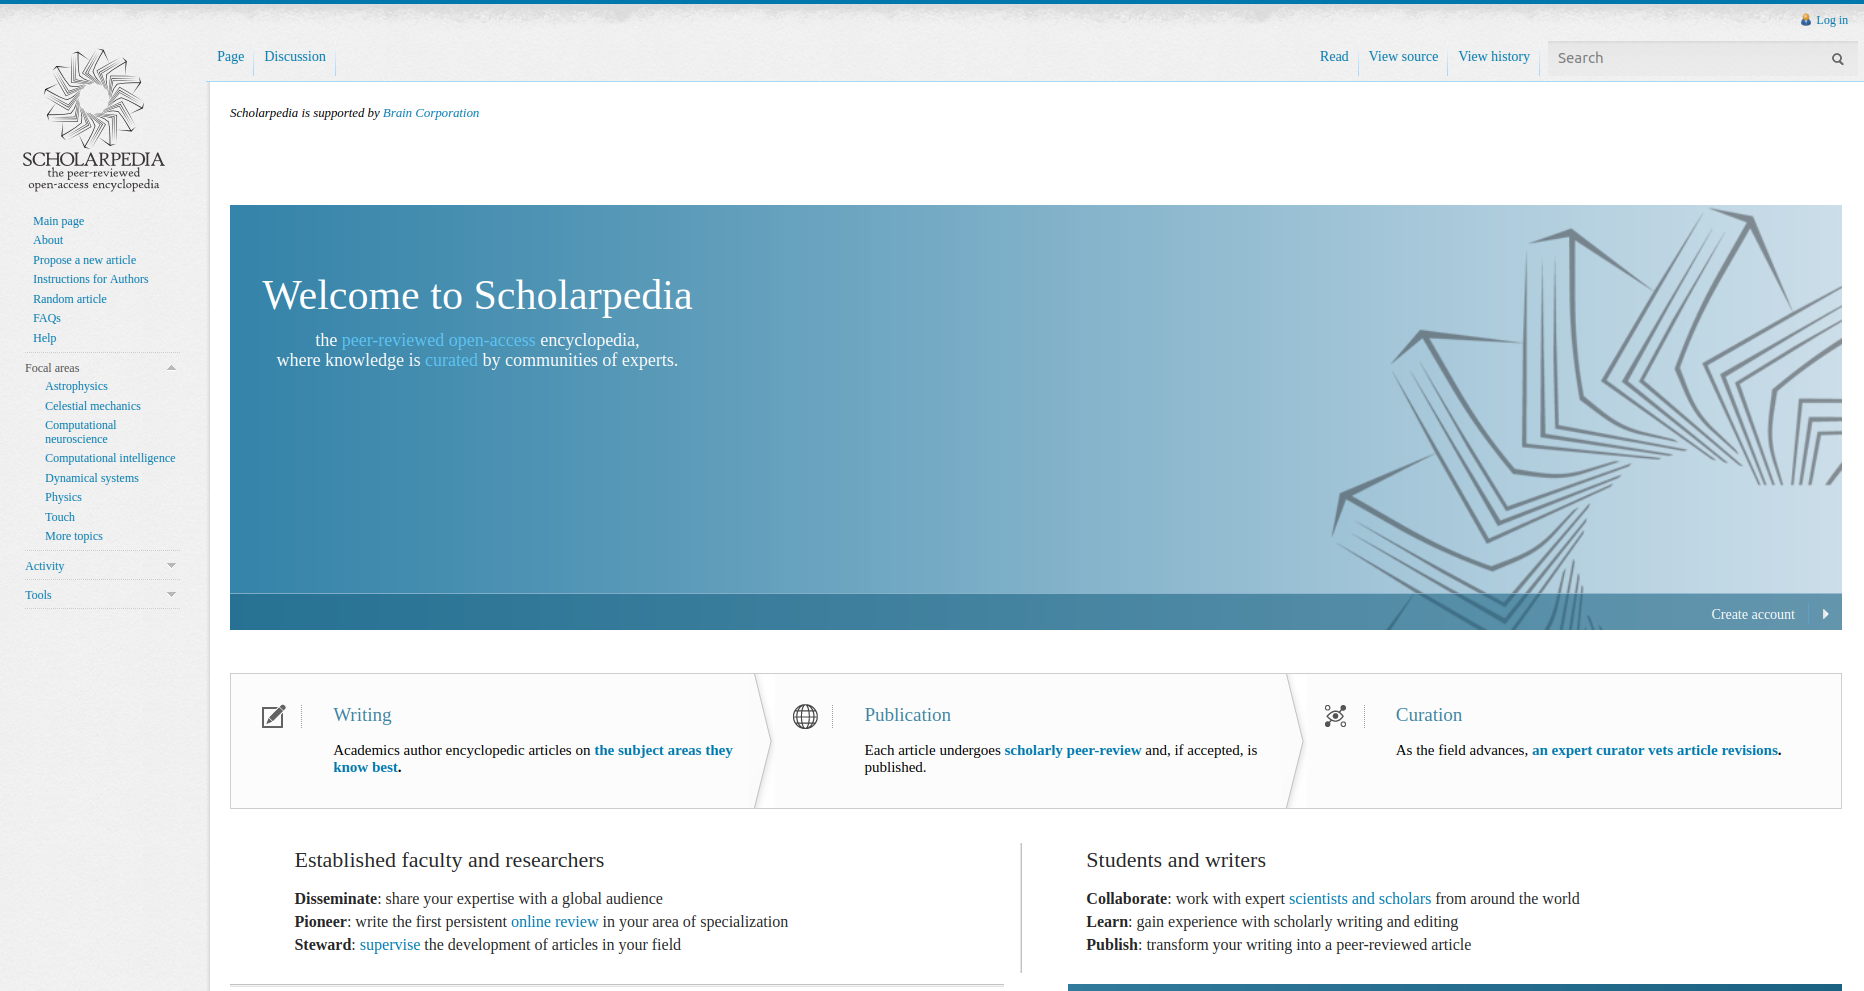 Log in
Page
Discussion
Read
View source
View history
Search
SCHOLARPEDIA
the peer-reviewed
open-access encyclopedia
Main page
About
Propose a new article
Instructions for Authors
Random article
FAQs
Help
Focal areas
Astrophysics
Celestial mechanics
Computational
neuroscience
Computational intelligence
Dynamical systems
Physics
Touch
More topics
Activity
Tools
Scholarpedia is supported by Brain Corporation
Welcome to Scholarpedia
the peer-reviewed open-access encyclopedia,
where knowledge is curated by communities of experts.
Create account
Writing
Academics author encyclopedic articles on the subject areas they
know best.
Publication
Each article undergoes scholarly peer-review and, if accepted, is
published.
Curation
As the field advances, an expert curator vets article revisions.
Established faculty and researchers
Disseminate: share your expertise with a global audience
Pioneer: write the first persistent online review in your area of specialization
Steward: supervise the development of articles in your field
Students and writers
Collaborate: work with expert scientists and scholars from around the world
Learn: gain experience with scholarly writing and editing
Publish: transform your writing into a peer-reviewed article